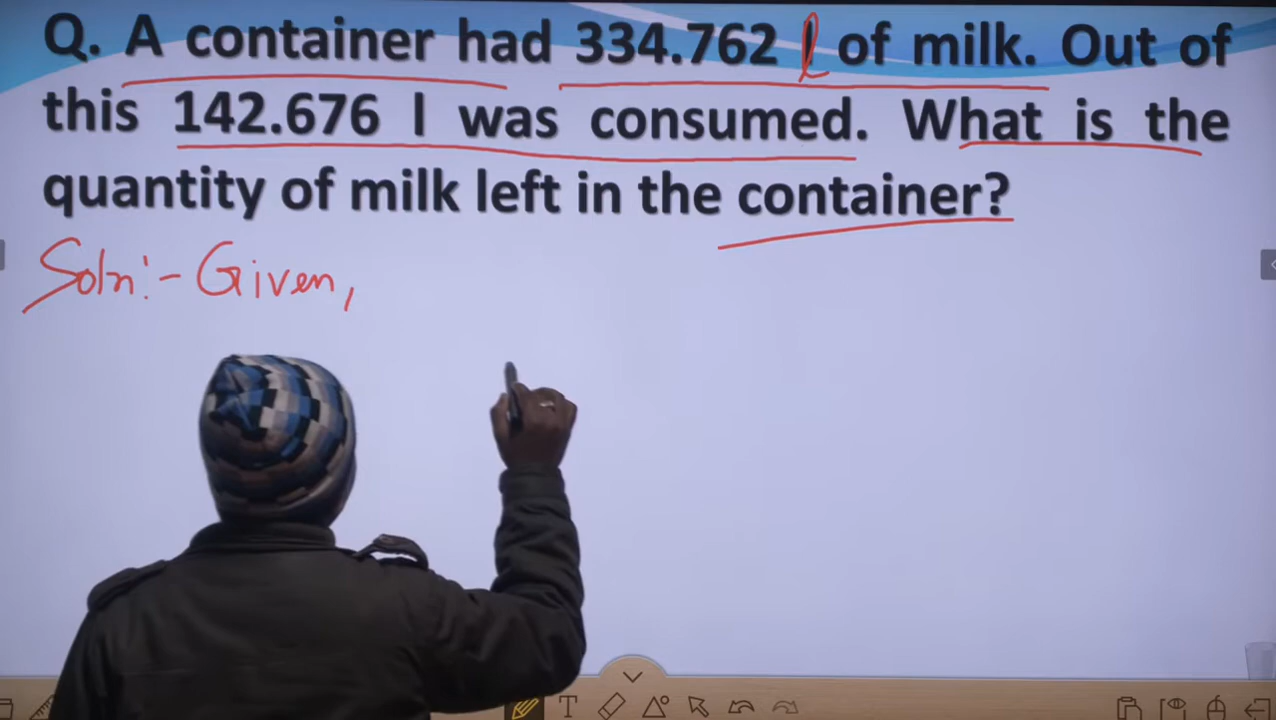 Q. A container had 334.762 l of milk. Out of
this 142.676 l was consumed. What is the
quantity of milk left in the container?
Soln:- Given,
T